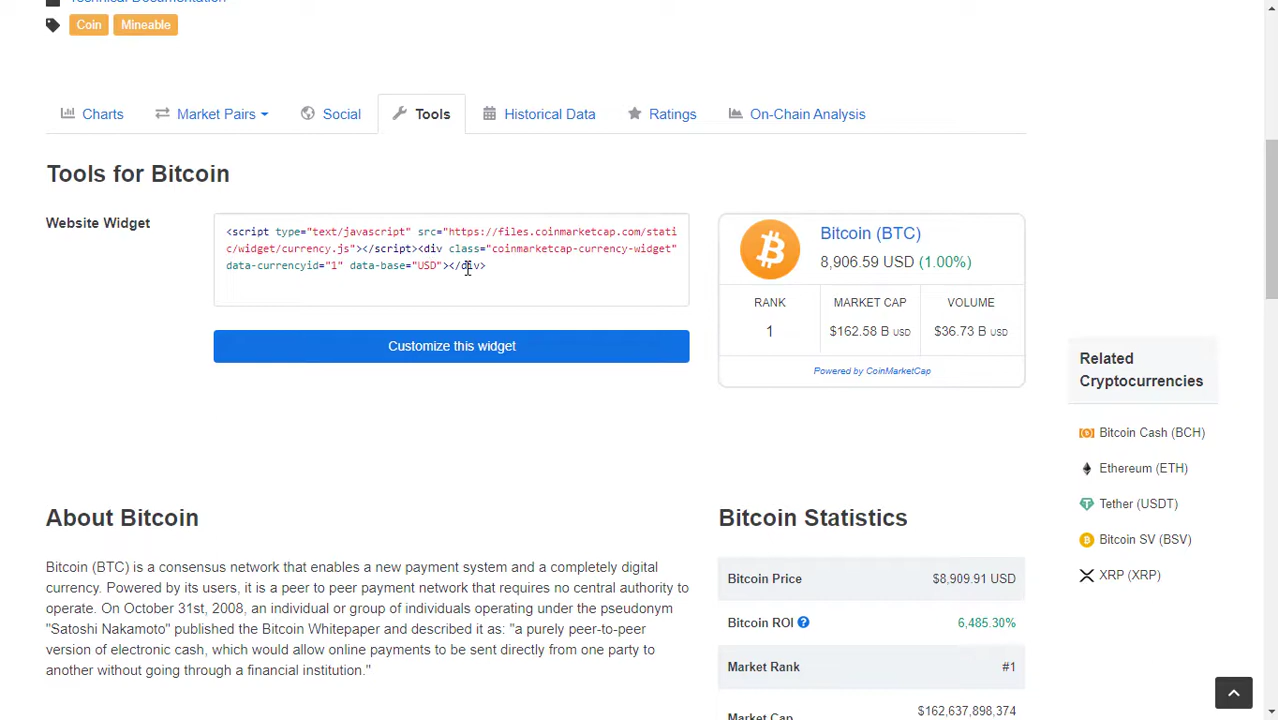 Technical Documentation
Coin Mineable
Charts Market Pairs Social Tools Historical Data Ratings On-Chain Analysis
Tools for Bitcoin
Website Widget
<script type="text/javascript" src="https://files.coinmarketcap.com/stati
c/widget/currency.js"></script><div class="coinmarketcap-currency-widget"
data-currencyid="1" data-base="USD"></div>
Customize this widget
Bitcoin (BTC)
8,906.59 USD (1.00%)
RANK MARKET CAP VOLUME
1 $162.58 B USD $36.73 B USD
Powered by CoinMarketCap
Related
Cryptocurrencies
Bitcoin Cash (BCH)
Ethereum (ETH)
Tether (USDT)
Bitcoin SV (BSV)
XRP (XRP)
About Bitcoin
Bitcoin (BTC) is a consensus network that enables a new payment system and a completely digital
currency. Powered by its users, it is a peer to peer payment network that requires no central authority to
operate. On October 31st, 2008, an individual or group of individuals operating under the pseudonym
"Satoshi Nakamoto" published the Bitcoin Whitepaper and described it as: "a purely peer-to-peer
version of electronic cash, which would allow online payments to be sent directly from one party to
another without going through a financial institution."
Bitcoin Statistics
Bitcoin Price $8,909.91 USD
Bitcoin ROI 6,485.30%
Market Rank #1
Market Cap $162,637,898,374